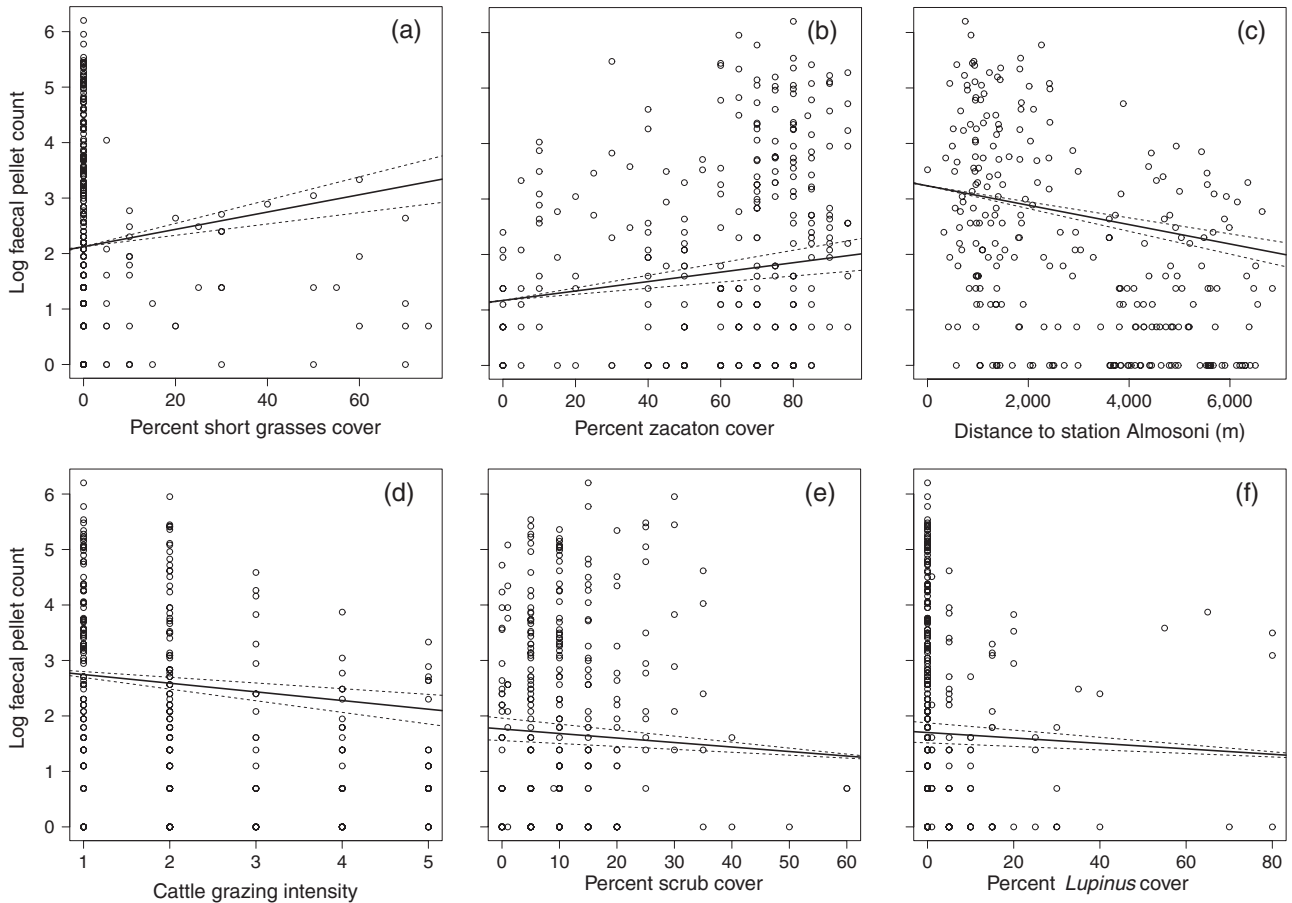 (a)
Log faecal pellet count
6
5
4
3
2
1
0
0 20 40 60
Percent short grasses cover
(b)
0 20 40 60 80
Percent zacaton cover
(c)
0 2,000 4,000 6,000
Distance to station Almosoni (m)
(d)
Log faecal pellet count
6
5
4
3
2
1
0
1 2 3 4 5
Cattle grazing intensity
(e)
0 10 20 30 40 50 60
Percent scrub cover
(f)
0 20 40 60 80
Percent Lupinus cover